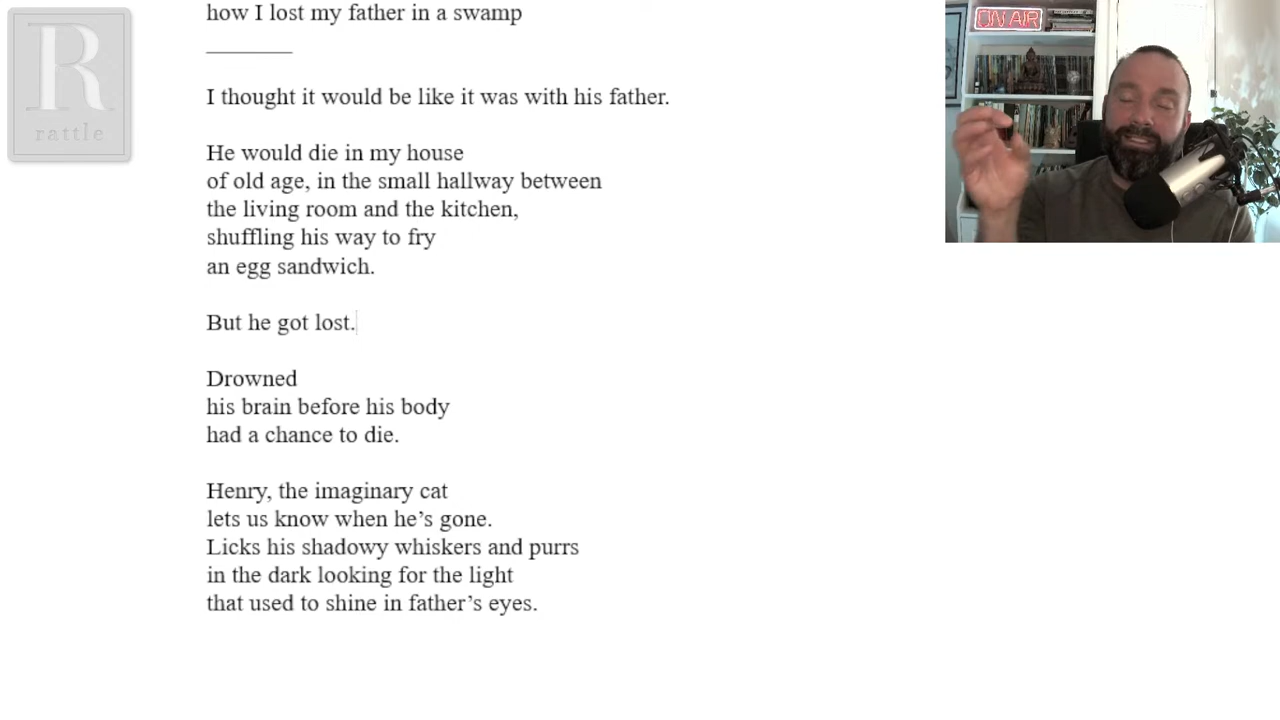 R
rattle
how I lost my father in a swamp
I thought it would be like it was with his father.
He would die in my house
of old age, in the small hallway between
the living room and the kitchen,
shuffling his way to fry
an egg sandwich.
But he got lost.
Drowned
his brain before his body
had a chance to die.
Henry, the imaginary cat
lets us know when he’s gone.
Licks his shadowy whiskers and purrs
in the dark looking for the light
that used to shine in father’s eyes.
ON AIR